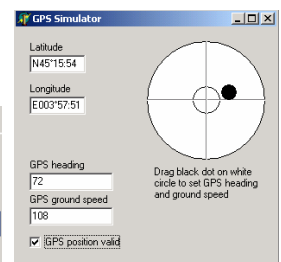 GPS Simulator
Latitude
N45°15:54
Longitude
E003°57:51
GPS heading
72
GPS ground speed
108
GPS position valid
Drag black dot on white
circle to set GPS heading
and ground speed